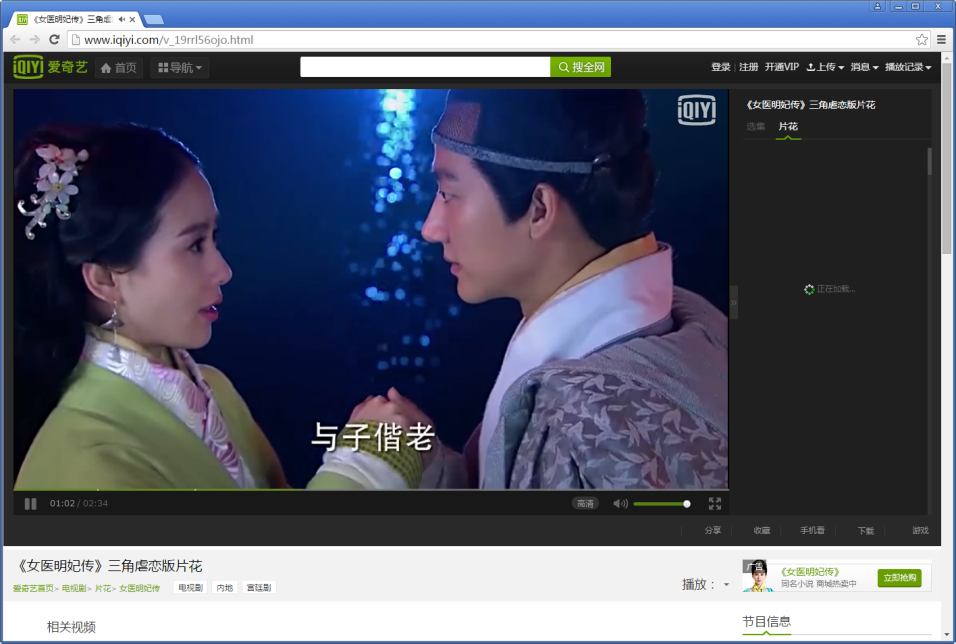 《女医明妃传》三角虐
www.iqiyi.com/v_19rrl56ojo.html
iQIYI 爱奇艺 首页 导航 搜全网 登录 注册 开通VIP 上传 消息 播放记录
iQIYI
《女医明妃传》三角虐恋版片花
选集 片花
正在加载...
与子偕老
01:02 / 02:34 高清
分享 收藏 手机看 下载 游戏
《女医明妃传》三角虐恋版片花
爱奇艺首页> 电视剧> 片花> 女医明妃传 电视剧 内地 宫廷剧
播放：
广告
《女医明妃传》
同名小说 商城热卖中
立即抢购
相关视频
节目信息